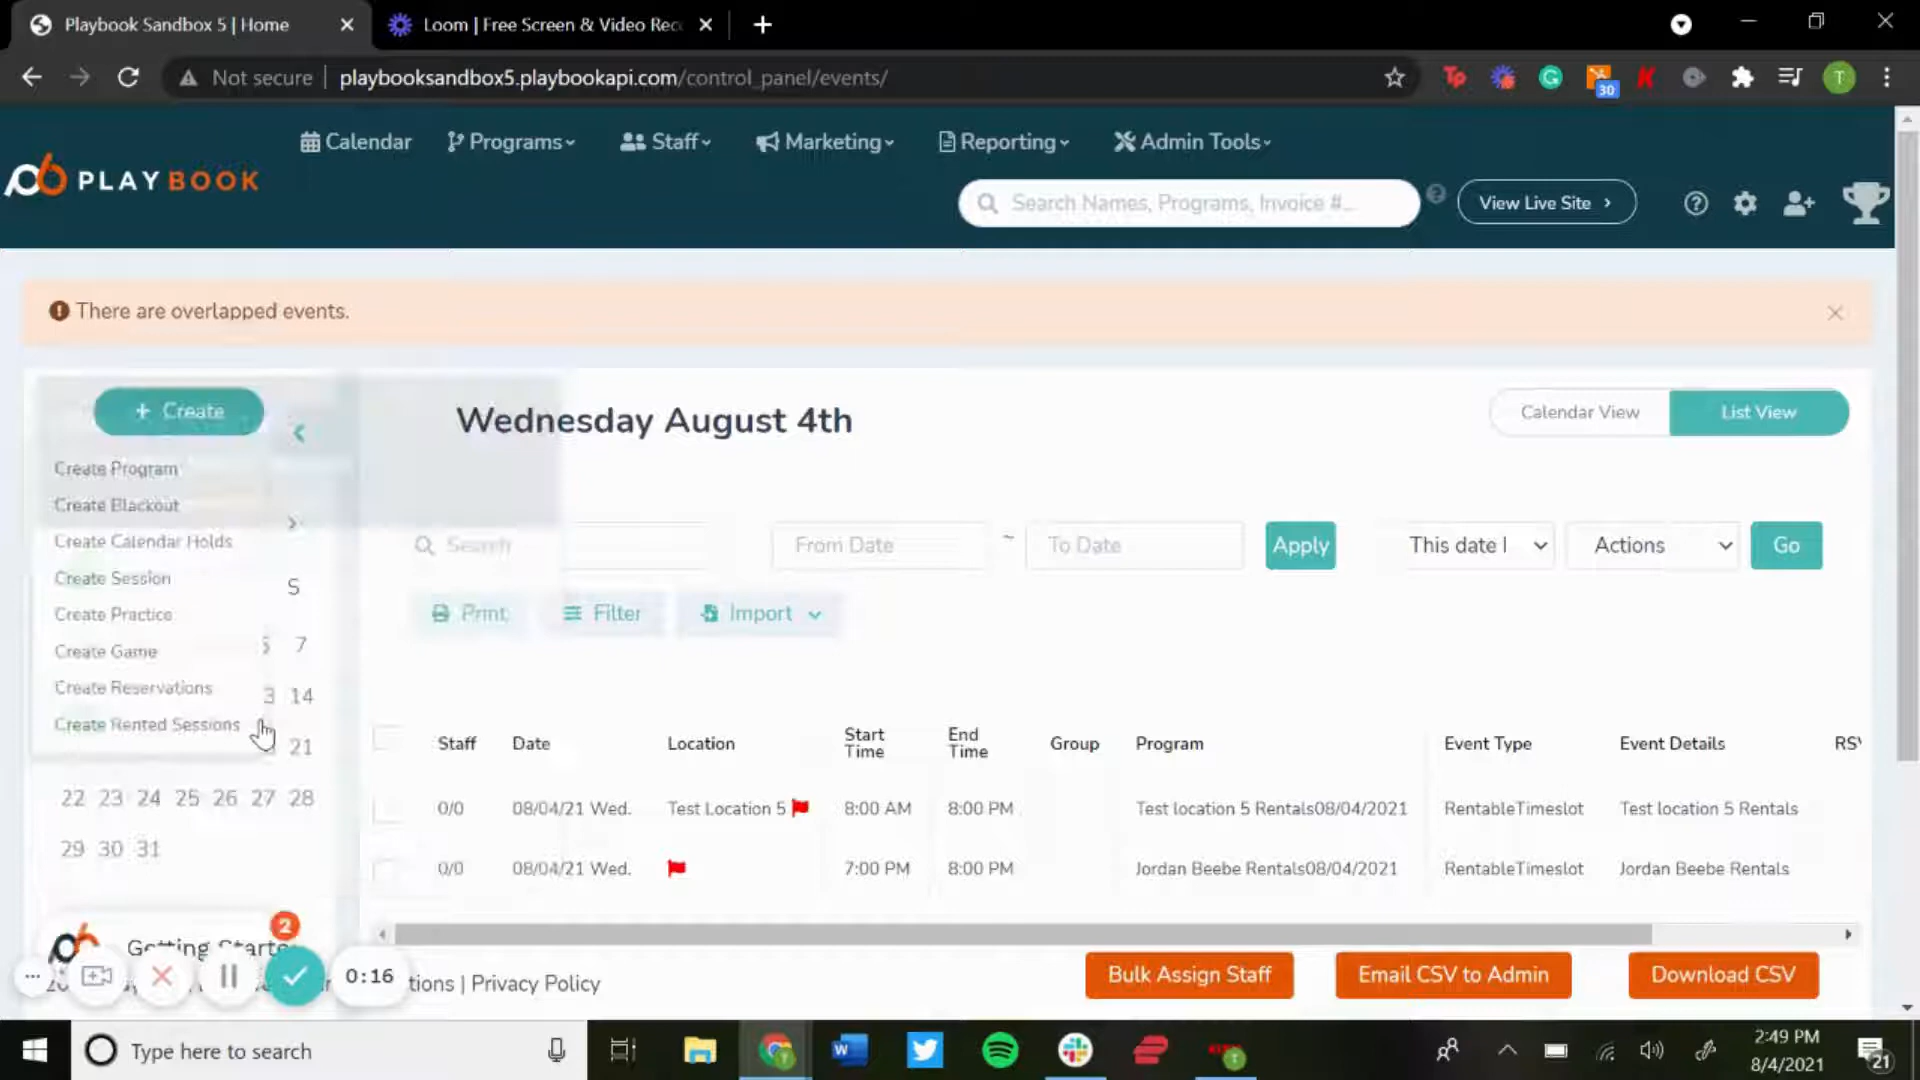 Playbook Sandbox 5 | Home
Loom | Free Screen & Video Rec
Not secure
playbooksandbox5.playbookapi.com/control_panel/events/
30
T
Calendar
Programs
Staff
Marketing
Reporting
Admin Tools
PLAYBOOK
Search Names, Programs, Invoice #...
View Live Site
There are overlapped events.
+ Create
Wednesday August 4th
Calendar View
List View
Create Program
Create Blackout
Create Calendar Holds
Create Session
Create Practice
Create Game
Create Reservations
Create Rented Sessions
S
7
14
21
22 23 24 25 26 27 28
29 30 31
Search
From Date
~
To Date
Apply
This date
Actions
Go
Print
Filter
Import
Staff
Date
Location
Start Time
End Time
Group
Program
Event Type
Event Details
RSV
0/0
08/04/21 Wed.
Test Location 5
8:00 AM
8:00 PM
Test location 5 Rentals08/04/2021
RentableTimeslot
Test location 5 Rentals
0/0
08/04/21 Wed.
7:00 PM
8:00 PM
Jordan Beebe Rentals08/04/2021
RentableTimeslot
Jordan Beebe Rentals
2
Getting Starte
0:16
tions | Privacy Policy
Bulk Assign Staff
Email CSV to Admin
Download CSV
Type here to search
2:49 PM
8/4/2021
21